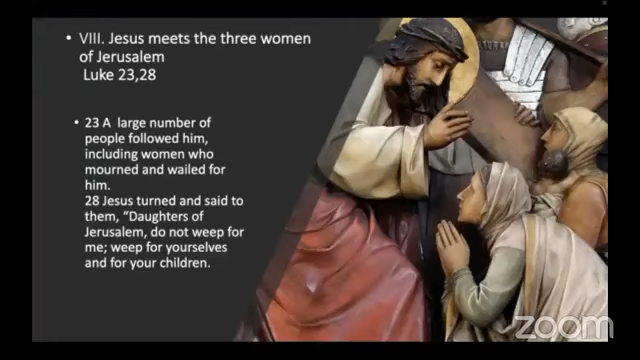 VIII. Jesus meets the three women
of Jerusalem
Luke 23,28
23 A large number of
people followed him,
including women who
mourned and wailed for
him.
28 Jesus turned and said to
them, “Daughters of
Jerusalem, do not weep for
me; weep for yourselves
and for your children.
zoom